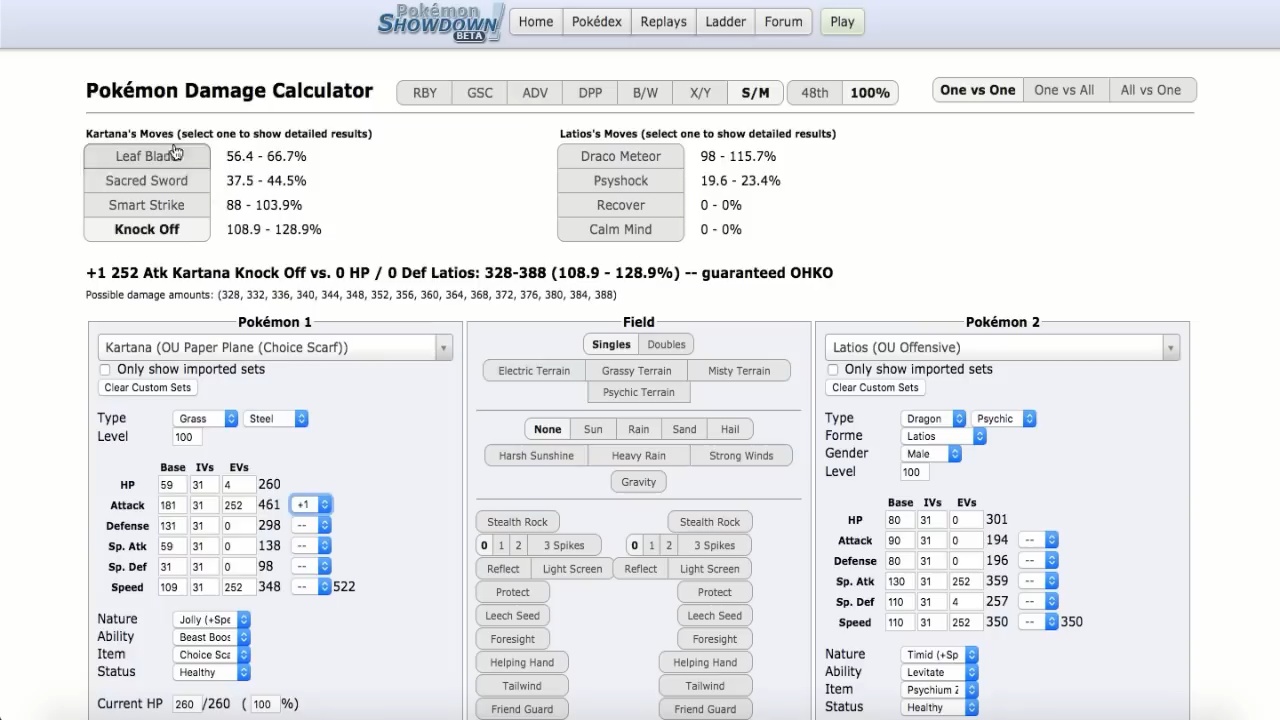 Pokémon SHOWDOWN! BETA
Home Pokédex Replays Ladder Forum Play
Pokémon Damage Calculator RBY GSC ADV DPP B/W X/Y S/M 48th 100% One vs One One vs All All vs One
Kartana's Moves (select one to show detailed results)
Leaf Blade 56.4 - 66.7%
Sacred Sword 37.5 - 44.5%
Smart Strike 88 - 103.9%
Knock Off 108.9 - 128.9%
Latios's Moves (select one to show detailed results)
Draco Meteor 98 - 115.7%
Psyshock 19.6 - 23.4%
Recover 0 - 0%
Calm Mind 0 - 0%
+1 252 Atk Kartana Knock Off vs. 0 HP / 0 Def Latios: 328-388 (108.9 - 128.9%) -- guaranteed OHKO
Possible damage amounts: (328, 332, 336, 340, 344, 348, 352, 356, 360, 364, 368, 372, 376, 380, 384, 388)
Pokémon 1
Kartana (OU Paper Plane (Choice Scarf))
Only show imported sets
Clear Custom Sets
Type Grass Steel
Level 100
Base IVs EVs
HP 59 31 4 260
Attack 181 31 252 461 +1
Defense 131 31 0 298 --
Sp. Atk 59 31 0 138 --
Sp. Def 31 31 0 98 --
Speed 109 31 252 348 -- 522
Nature Jolly (+Spe
Ability Beast Boos
Item Choice Sca
Status Healthy
Current HP 260 /260 ( 100 %)
Field
Singles Doubles
Electric Terrain Grassy Terrain Misty Terrain
Psychic Terrain
None Sun Rain Sand Hail
Harsh Sunshine Heavy Rain Strong Winds
Gravity
Stealth Rock Stealth Rock
0 1 2 3 Spikes 0 1 2 3 Spikes
Reflect Light Screen Reflect Light Screen
Protect Protect
Leech Seed Leech Seed
Foresight Foresight
Helping Hand Helping Hand
Tailwind Tailwind
Friend Guard Friend Guard
Pokémon 2
Latios (OU Offensive)
Only show imported sets
Clear Custom Sets
Type Dragon Psychic
Forme Latios
Gender Male
Level 100
Base IVs EVs
HP 80 31 0 301
Attack 90 31 0 194 --
Defense 80 31 0 196 --
Sp. Atk 130 31 252 359 --
Sp. Def 110 31 4 257 --
Speed 110 31 252 350 -- 350
Nature Timid (+Sp
Ability Levitate
Item Psychium Z
Status Healthy